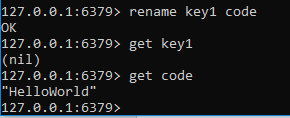 127.0.0.1:6379> rename key1 code
OK
127.0.0.1:6379> get key1
(nil)
127.0.0.1:6379> get code
"HelloWorld"
127.0.0.1:6379>